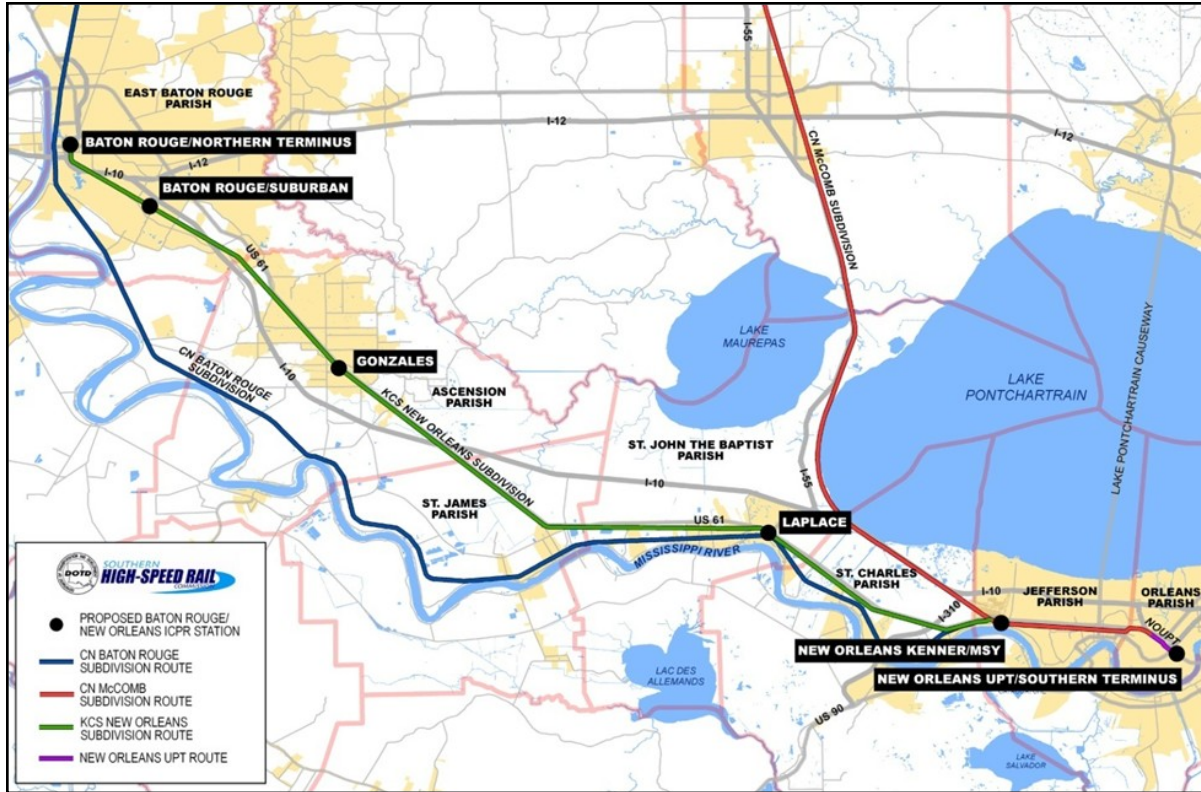 I-55
EAST BATON ROUGE
PARISH
I-12
I-12
BATON ROUGE/NORTHERN TERMINUS
I-12
I-10
BATON ROUGE/SUBURBAN
CN McCOMB SUBDIVISION
US 61
LAKE
MAUREPAS
LAKE
PONTCHARTRAIN
LAKE PONTCHARTRAIN CAUSEWAY
CN BATON ROUGE
SUBDIVISION
I-10
GONZALES
ASCENSION
PARISH
KCS NEW ORLEANS SUBDIVISION
ST. JOHN THE BAPTIST
PARISH
I-10
I-55
ST. JAMES
PARISH
US 61
LAPLACE
MISSISSIPPI RIVER
ST. CHARLES
PARISH
I-10
JEFFERSON
PARISH
ORLEANS
PARISH
I-310
NOUPT
NEW ORLEANS KENNER/MSY
NEW ORLEANS UPT/SOUTHERN TERMINUS
LAC DES
ALLEMANDS
US 90
LAKE
SALVADOR
DOTD
SOUTHERN
HIGH-SPEED RAIL
COMMISSION
PROPOSED BATON ROUGE/
NEW ORLEANS ICPR STATION
CN BATON ROUGE
SUBDIVISION ROUTE
CN McCOMB
SUBDIVISION ROUTE
KCS NEW ORLEANS
SUBDIVISION ROUTE
NEW ORLEANS UPT ROUTE